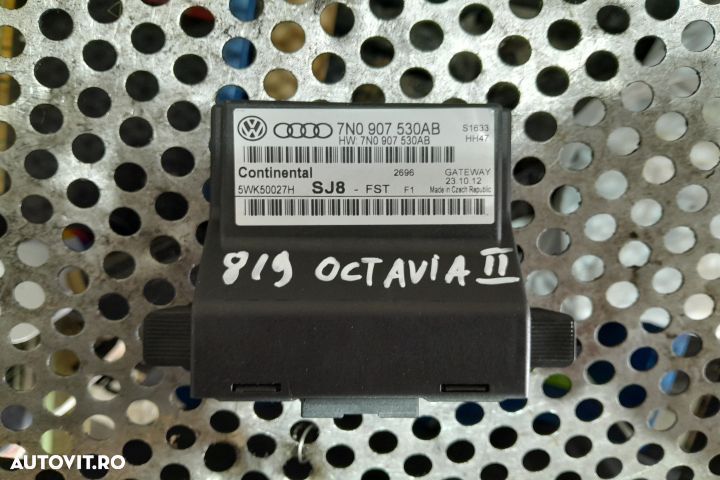 7N0 907 530AB
S1633
HW: 7N0 907 530AB
HH47
Continental
2696
GATEWAY
23.10.12
5WK50027H
SJ8 - FST
F1
Made in Czech Republic
819 OCTAVIA II
AUTOVIT.RO